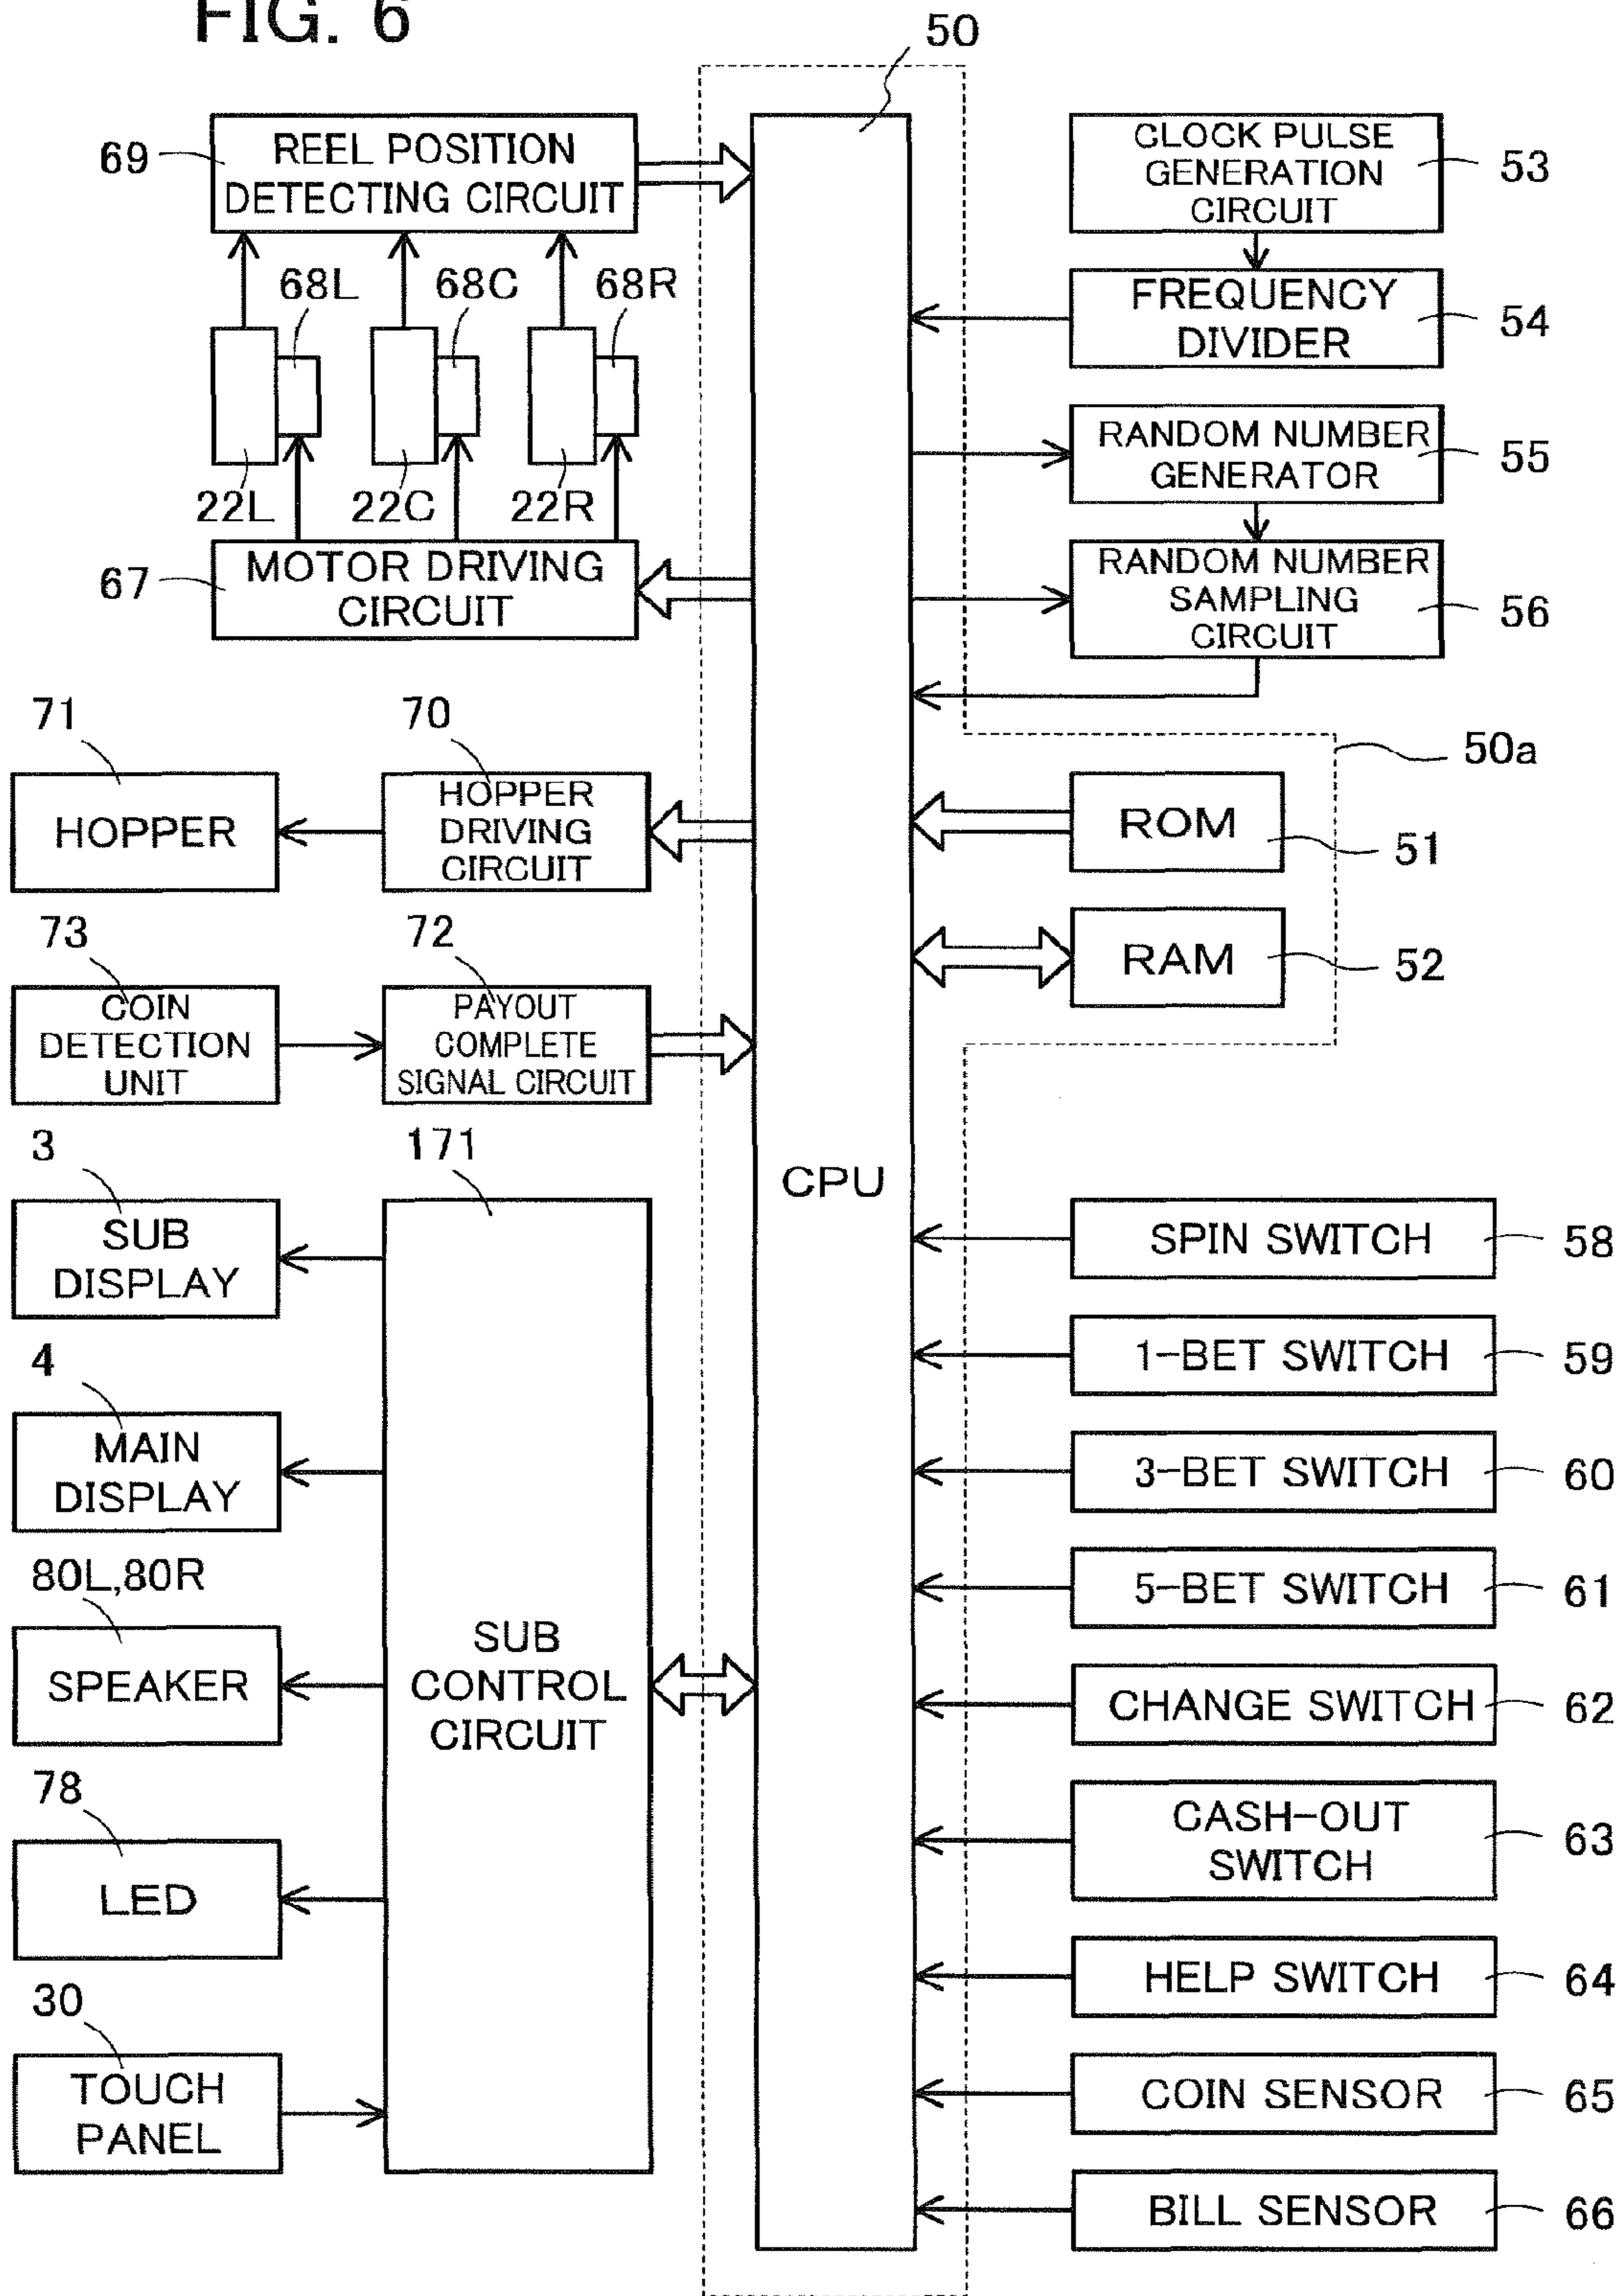 FIG. 6
50
69
REEL POSITION
DETECTING CIRCUIT
68L
68C
68R
22L
22C
22R
67
MOTOR DRIVING
CIRCUIT
CLOCK PULSE
GENERATION
CIRCUIT
53
FREQUENCY
DIVIDER
54
RANDOM NUMBER
GENERATOR
55
RANDOM NUMBER
SAMPLING
CIRCUIT
56
50a
71
HOPPER
70
HOPPER
DRIVING
CIRCUIT
ROM
51
73
COIN
DETECTION
UNIT
72
PAYOUT
COMPLETE
SIGNAL CIRCUIT
RAM
52
CPU
3
SUB
DISPLAY
4
MAIN
DISPLAY
80L,80R
SPEAKER
78
LED
30
TOUCH
PANEL
171
SUB
CONTROL
CIRCUIT
SPIN SWITCH
58
1-BET SWITCH
59
3-BET SWITCH
60
5-BET SWITCH
61
CHANGE SWITCH
62
CASH-OUT
SWITCH
63
HELP SWITCH
64
COIN SENSOR
65
BILL SENSOR
66